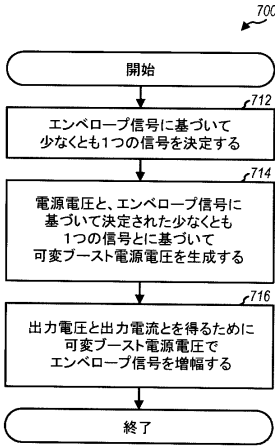 700
開始
712
エンベロープ信号に基づいて
少なくとも1つの信号を決定する
714
電源電圧と、エンベロープ信号に
基づいて決定された少なくとも
1つの信号とに基づいて
可変ブースト電源電圧を生成する
716
出力電圧と出力電流とを得るために
可変ブースト電源電圧で
エンベロープ信号を増幅する
終了